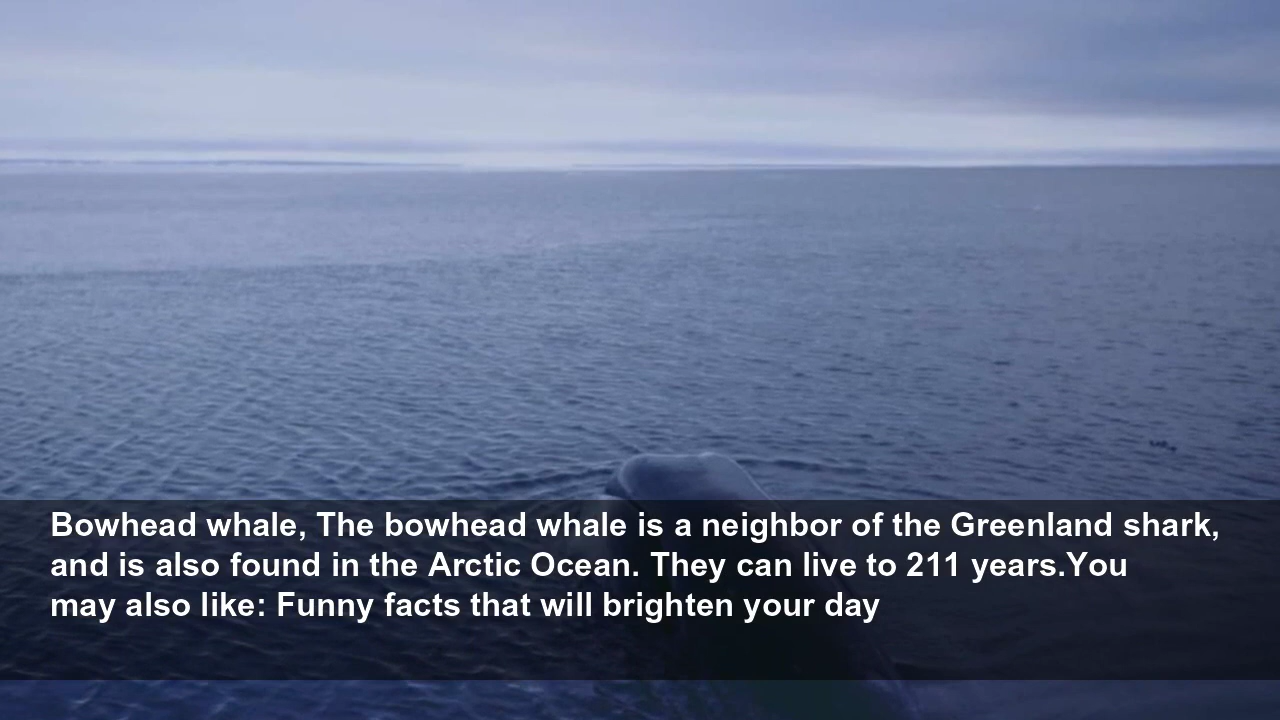 Bowhead whale, The bowhead whale is a neighbor of the Greenland shark,
and is also found in the Arctic Ocean. They can live to 211 years.You
may also like: Funny facts that will brighten your day